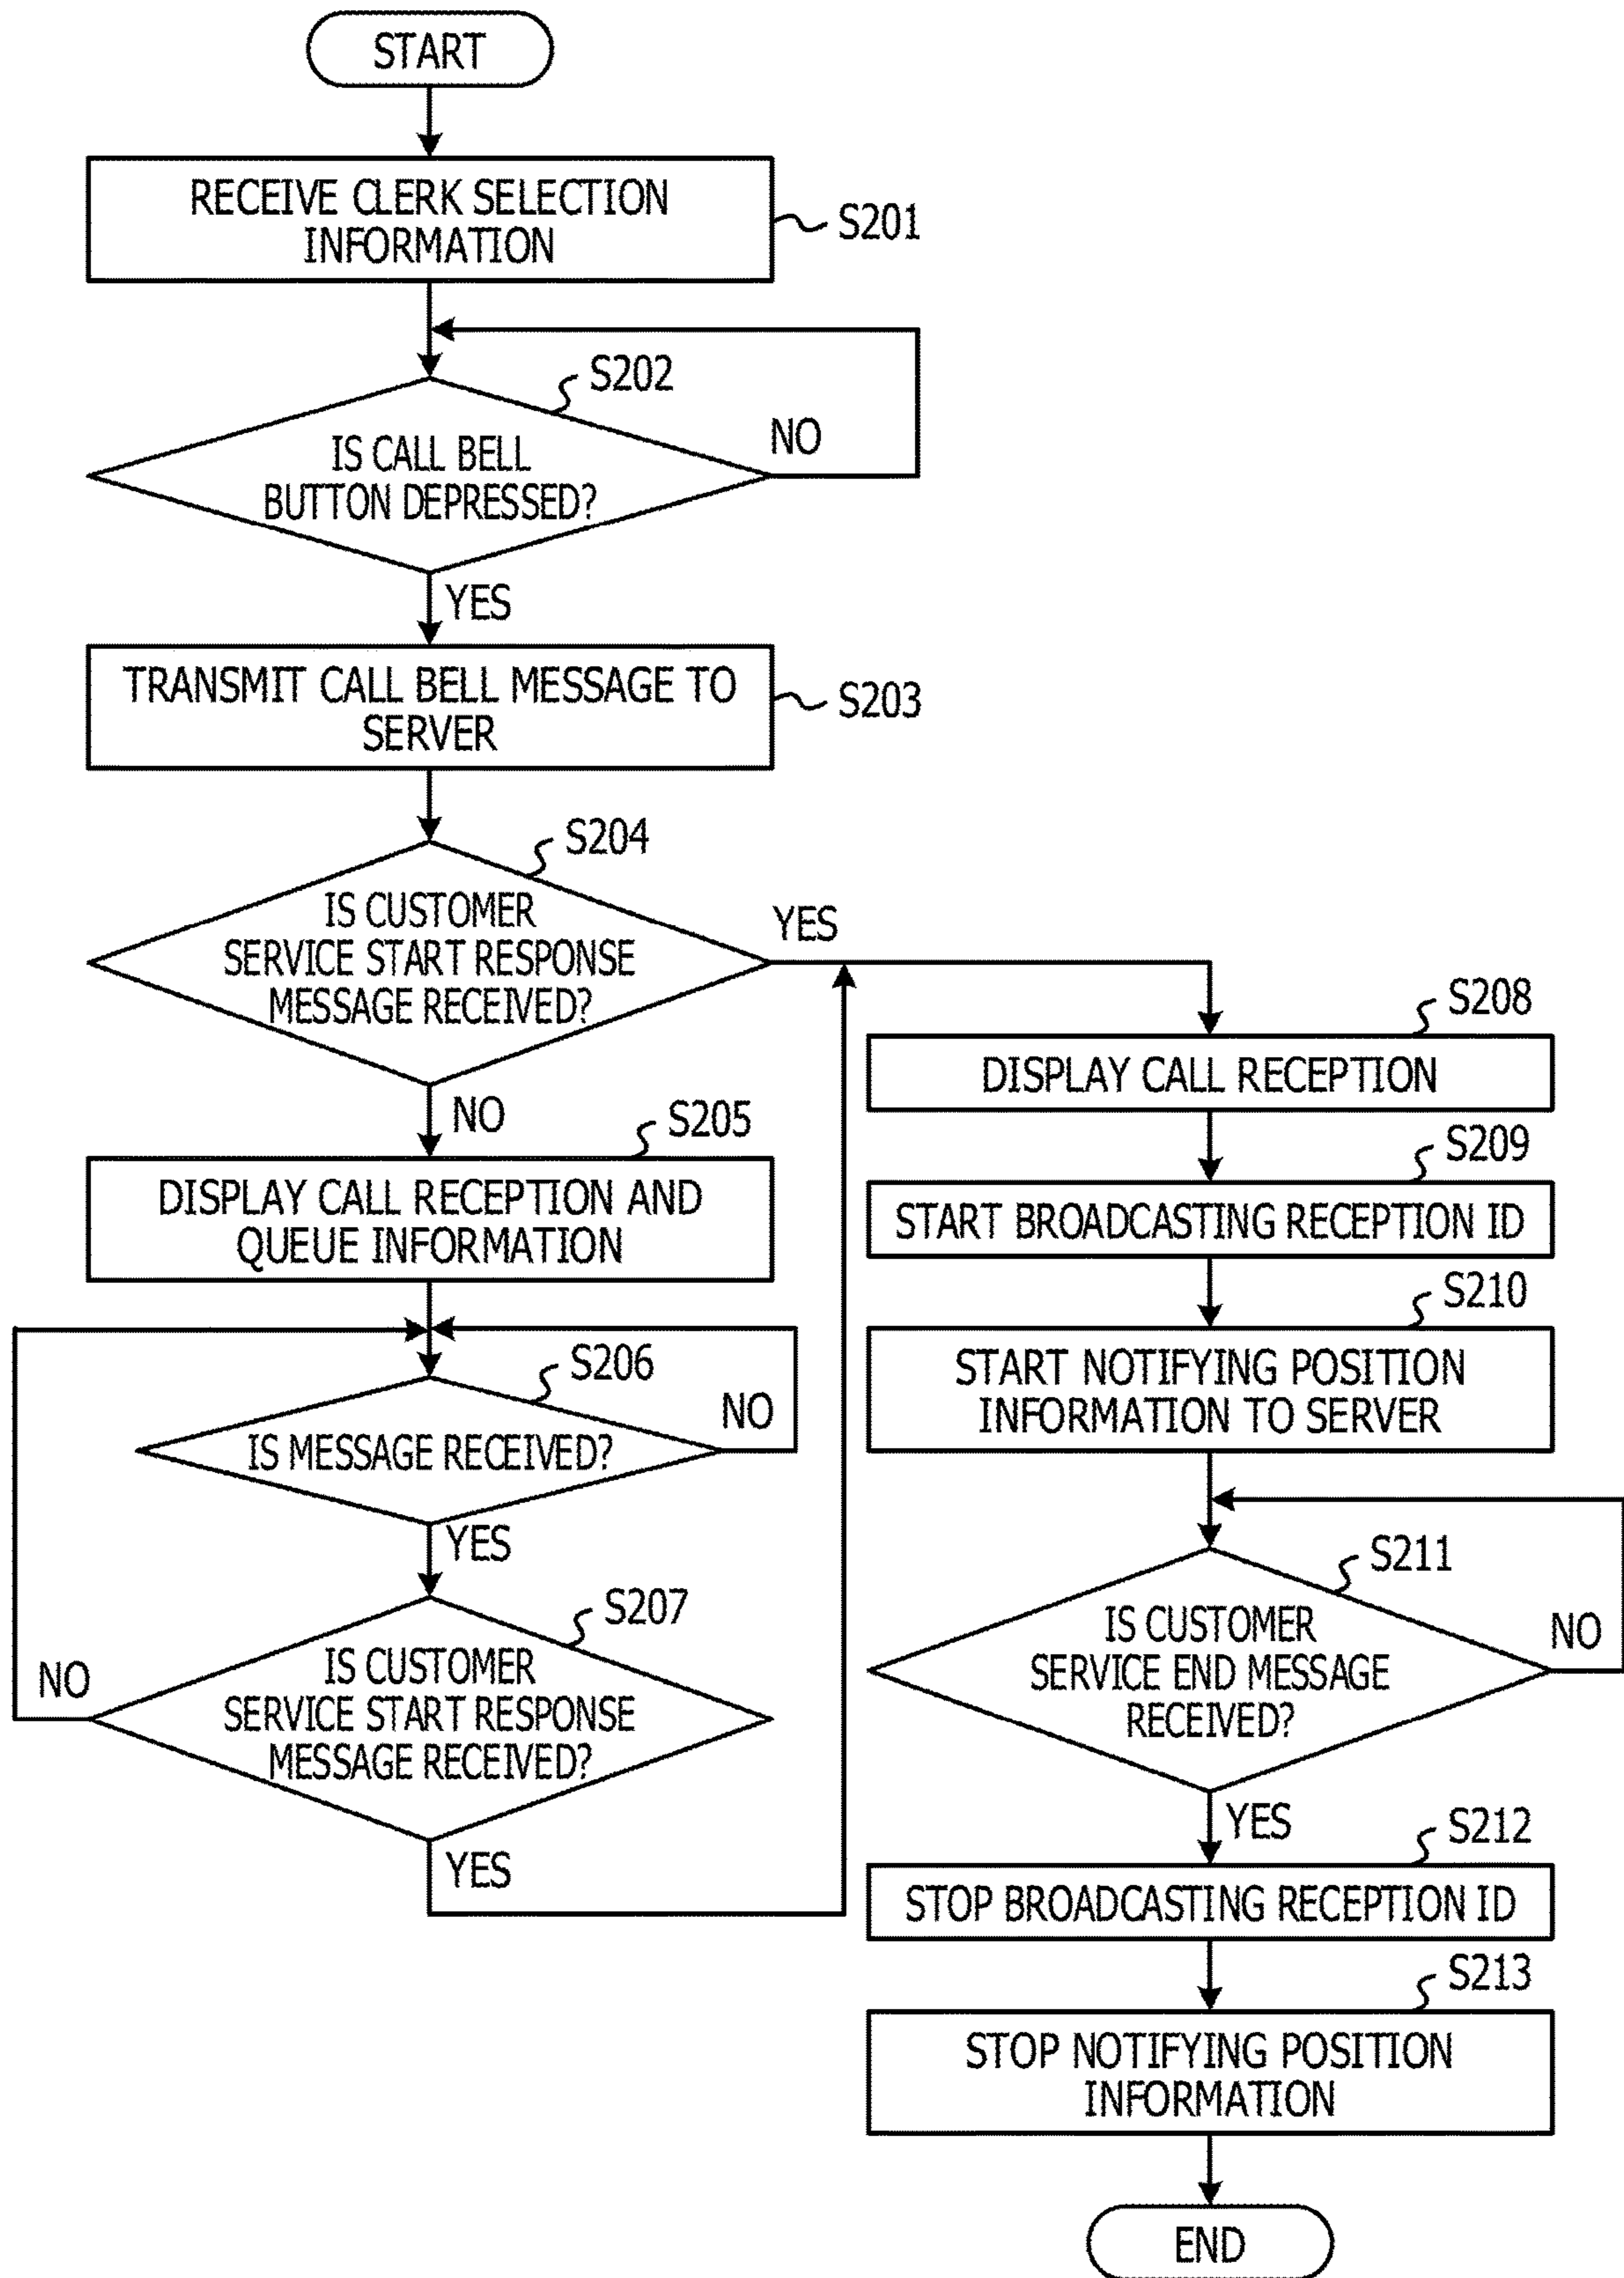 START
RECEIVE CLERK SELECTION
INFORMATION
S201
S202
IS CALL BELL
BUTTON DEPRESSED?
NO
YES
TRANSMIT CALL BELL MESSAGE TO
SERVER
S203
S204
IS CUSTOMER
SERVICE START RESPONSE
MESSAGE RECEIVED?
YES
NO
S205
DISPLAY CALL RECEPTION AND
QUEUE INFORMATION
S206
IS MESSAGE RECEIVED?
NO
YES
S207
IS CUSTOMER
SERVICE START RESPONSE
MESSAGE RECEIVED?
NO
YES
S208
DISPLAY CALL RECEPTION
S209
START BROADCASTING RECEPTION ID
S210
START NOTIFYING POSITION
INFORMATION TO SERVER
S211
IS CUSTOMER
SERVICE END MESSAGE
RECEIVED?
NO
YES
S212
STOP BROADCASTING RECEPTION ID
S213
STOP NOTIFYING POSITION
INFORMATION
END